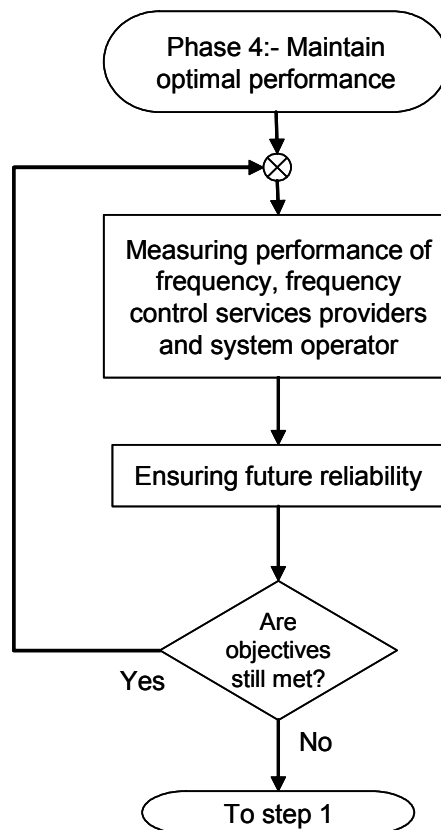 Phase 4:- Maintain
optimal performance
Measuring performance of
frequency, frequency
control services providers
and system operator
Ensuring future reliability
Are
objectives
still met?
Yes
No
To step 1